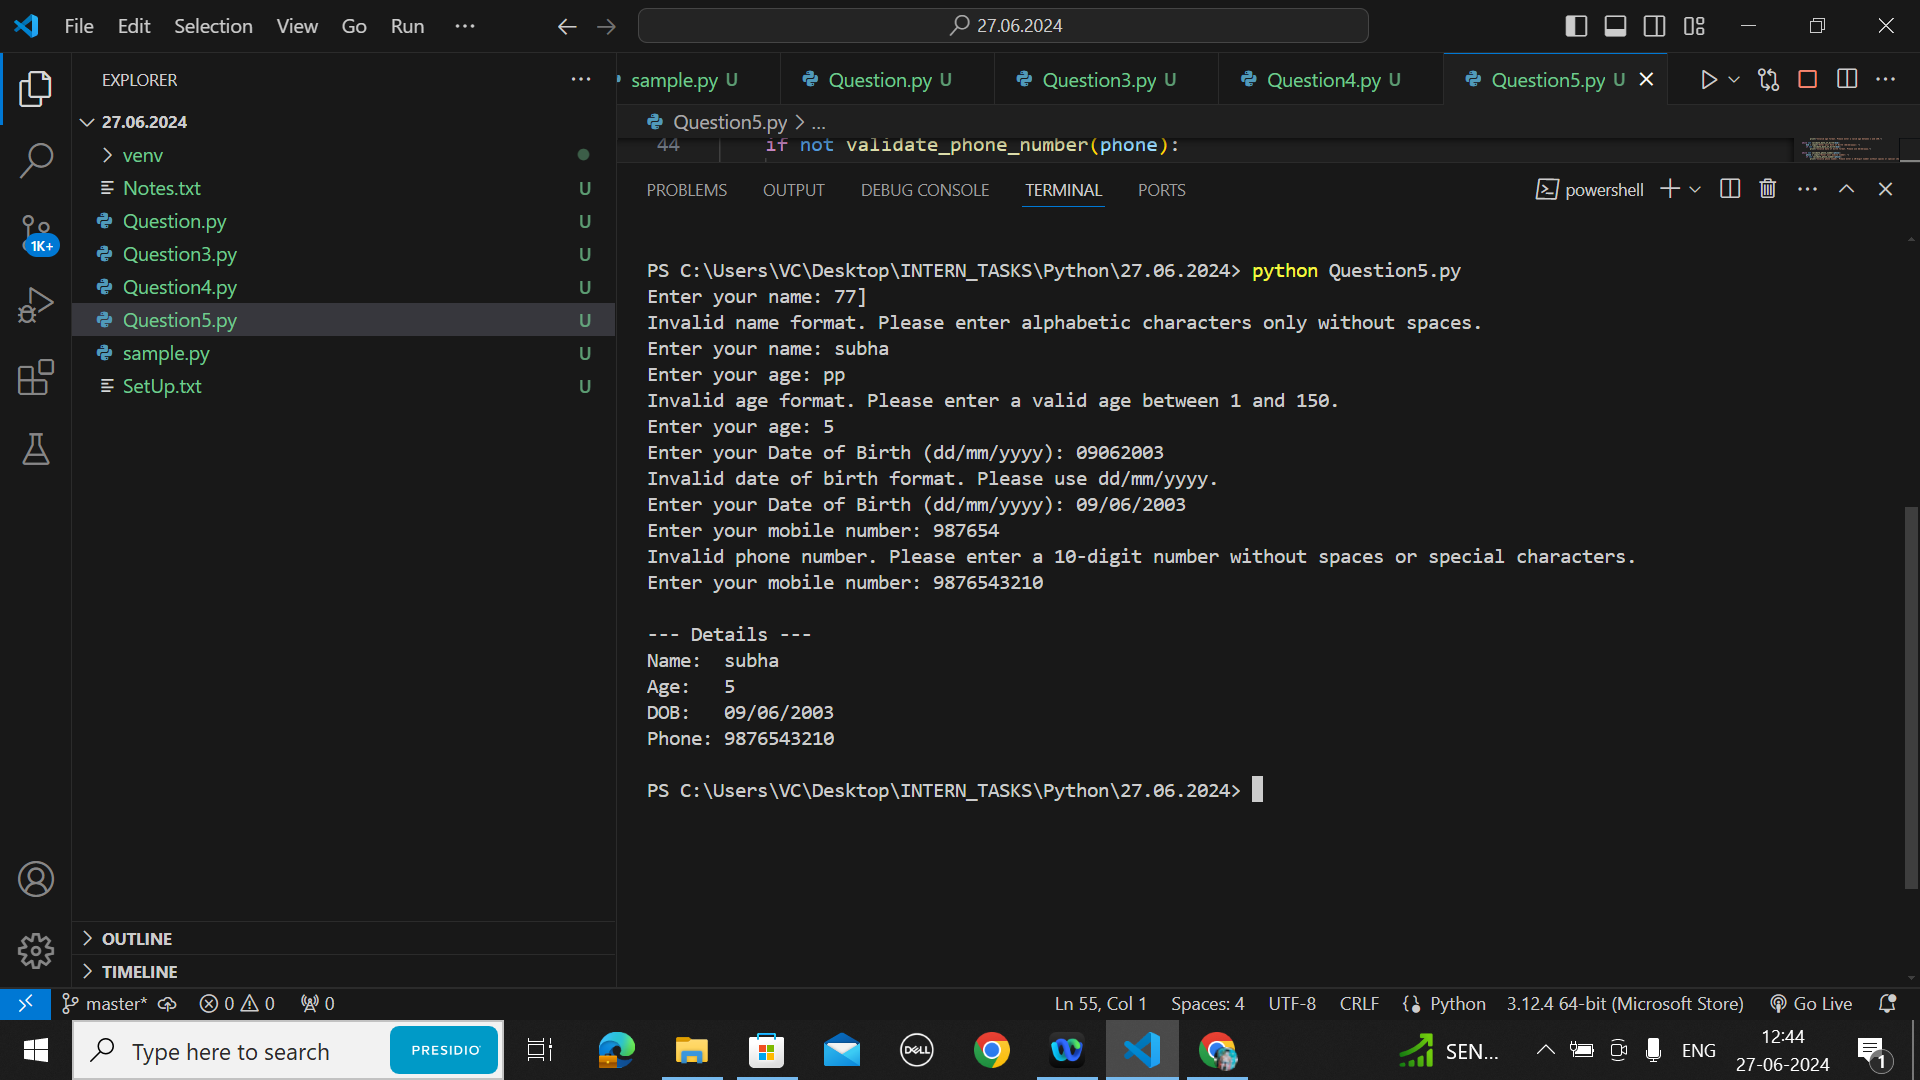 File Edit Selection View Go Run ···
27.06.2024
EXPLORER ···
27.06.2024
venv
Notes.txt U
Question.py U
Question3.py U
Question4.py U
Question5.py U
sample.py U
SetUp.txt U
1K+
OUTLINE
TIMELINE
sample.py U Question.py U Question3.py U Question4.py U Question5.py U
Question5.py > ...
44 if not validate_phone_number(phone):
PROBLEMS OUTPUT DEBUG CONSOLE TERMINAL PORTS powershell
PS C:\Users\VC\Desktop\INTERN_TASKS\Python\27.06.2024> python Question5.py
Enter your name: 77]
Invalid name format. Please enter alphabetic characters only without spaces.
Enter your name: subha
Enter your age: pp
Invalid age format. Please enter a valid age between 1 and 150.
Enter your age: 5
Enter your Date of Birth (dd/mm/yyyy): 09062003
Invalid date of birth format. Please use dd/mm/yyyy.
Enter your Date of Birth (dd/mm/yyyy): 09/06/2003
Enter your mobile number: 987654
Invalid phone number. Please enter a 10-digit number without spaces or special characters.
Enter your mobile number: 9876543210
--- Details ---
Name: subha
Age: 5
DOB: 09/06/2003
Phone: 9876543210
PS C:\Users\VC\Desktop\INTERN_TASKS\Python\27.06.2024>
master* 0 0 0 Ln 55, Col 1 Spaces: 4 UTF-8 CRLF Python 3.12.4 64-bit (Microsoft Store) Go Live
Type here to search PRESIDIO DELL SEN... ENG 12:44
27-06-2024 1